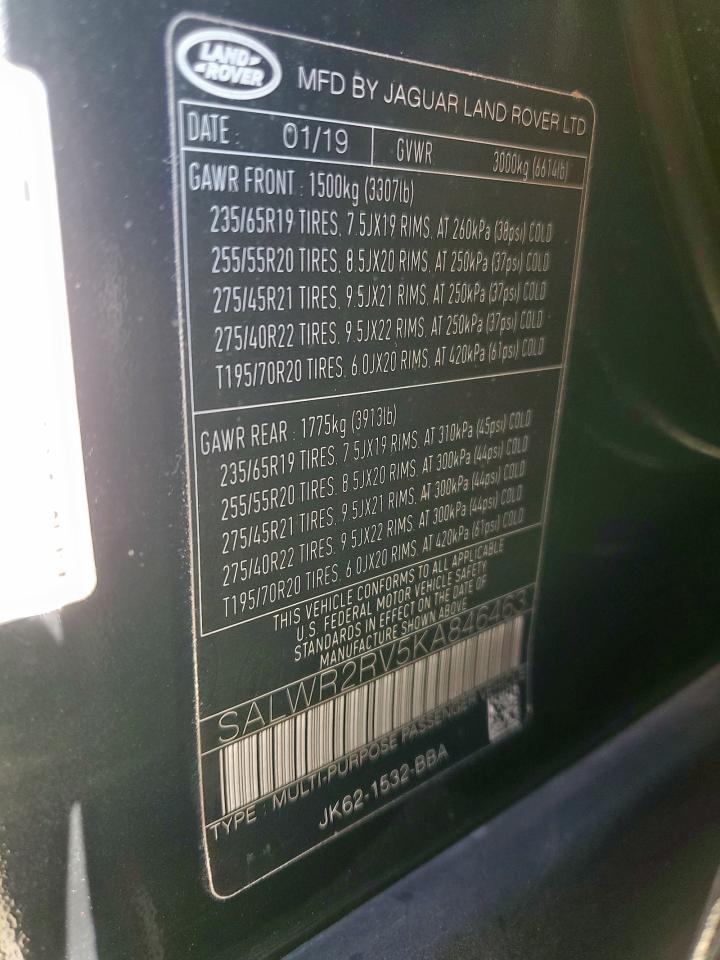 LAND ROVER
MFD BY JAGUAR LAND ROVER LTD
DATE : 01/19 GVWR 3000kg (6614lb)
GAWR FRONT : 1500kg (3307lb)
235/65R19 TIRES, 7.5JX19 RIMS, AT 260kPa (38psi) COLD
255/55R20 TIRES, 8.5JX20 RIMS, AT 250kPa (37psi) COLD
275/45R21 TIRES, 9.5JX21 RIMS, AT 250kPa (37psi) COLD
275/40R22 TIRES, 9.5JX22 RIMS, AT 250kPa (37psi) COLD
T195/70R20 TIRES, 6.0JX20 RIMS, AT 420kPa (61psi) COLD
GAWR REAR : 1775kg (3913lb)
235/65R19 TIRES, 7.5JX19 RIMS, AT 310kPa (45psi) COLD
255/55R20 TIRES, 8.5JX20 RIMS, AT 300kPa (44psi) COLD
275/45R21 TIRES, 9.5JX21 RIMS, AT 300kPa (44psi) COLD
275/40R22 TIRES, 9.5JX22 RIMS, AT 300kPa (44psi) COLD
T195/70R20 TIRES, 6.0JX20 RIMS, AT 420kPa (61psi) COLD
THIS VEHICLE CONFORMS TO ALL APPLICABLE
U.S. FEDERAL MOTOR VEHICLE SAFETY
STANDARDS IN EFFECT ON THE DATE OF
MANUFACTURE SHOWN ABOVE
SALWR2RV5KA846463
TYPE : MULTI-PURPOSE PASSENGER
JK62-1532-BBA